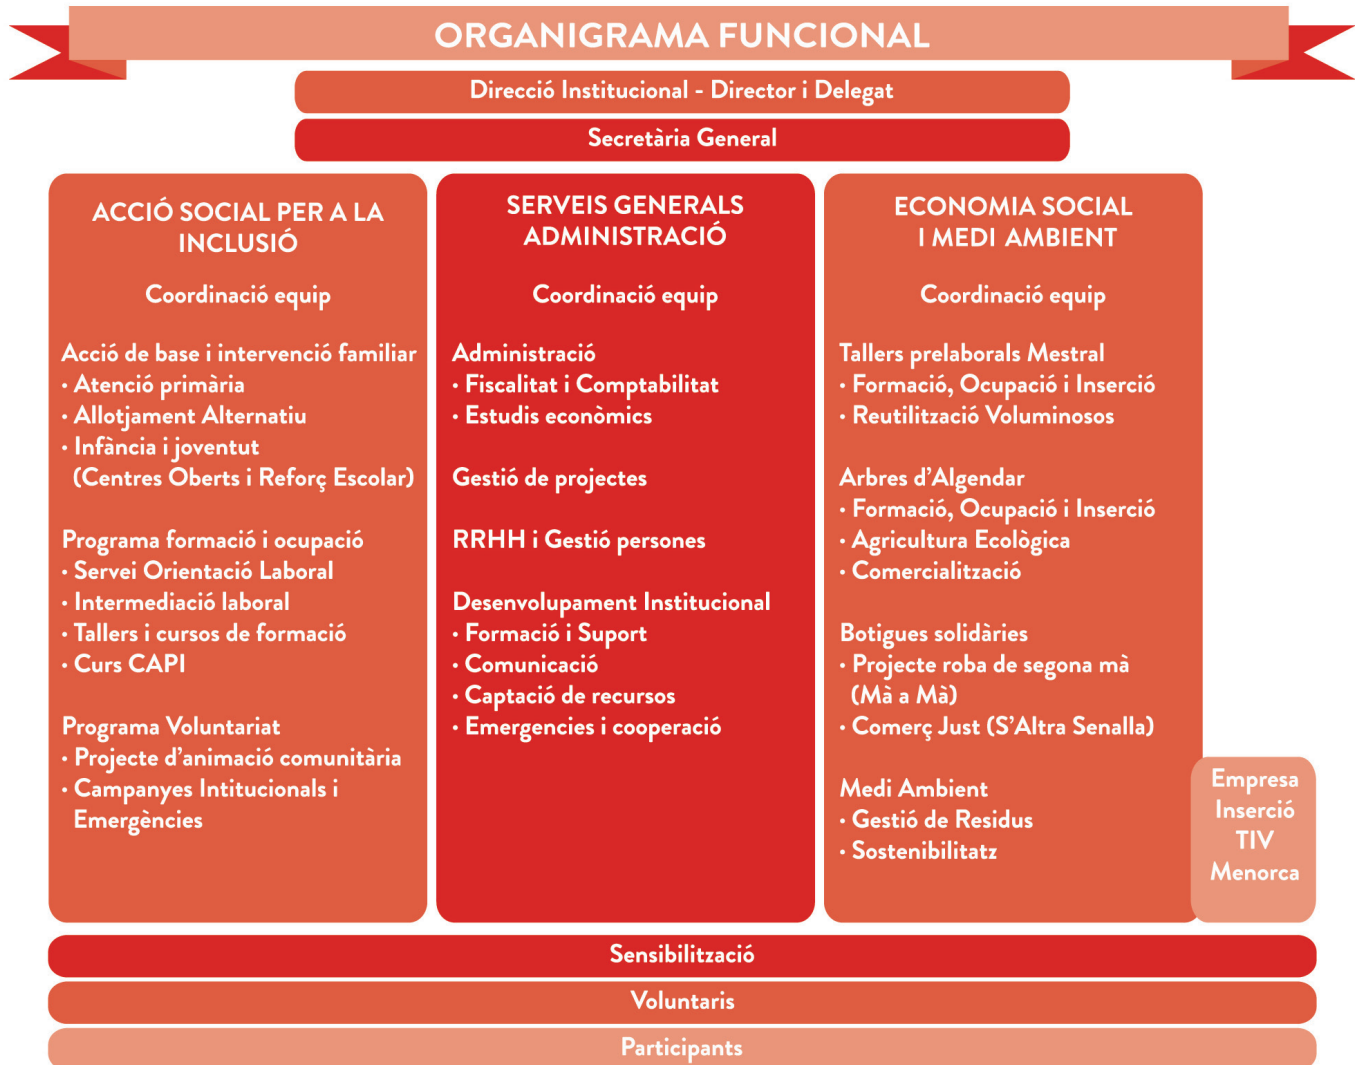 ORGANIGRAMA FUNCIONAL
Direcció Institucional - Director i Delegat
Secretària General
ACCIÓ SOCIAL PER A LA
INCLUSIÓ
Coordinació equip
Acció de base i intervenció familiar
· Atenció primària
· Allotjament Alternatiu
· Infància i joventut
(Centres Oberts i Reforç Escolar)
Programa formació i ocupació
· Servei Orientació Laboral
· Intermediació laboral
· Tallers i cursos de formació
· Curs CAPI
Programa Voluntariat
· Projecte d’animació comunitària
· Campanyes Intitucionals i
Emergències
SERVEIS GENERALS
ADMINISTRACIÓ
Coordinació equip
Administració
· Fiscalitat i Comptabilitat
· Estudis econòmics
Gestió de projectes
RRHH i Gestió persones
Desenvolupament Institucional
· Formació i Suport
· Comunicació
· Captació de recursos
· Emergencies i cooperació
ECONOMIA SOCIAL
I MEDI AMBIENT
Coordinació equip
Tallers prelaborals Mestral
· Formació, Ocupació i Inserció
· Reutilització Voluminosos
Arbres d’Algendar
· Formació, Ocupació i Inserció
· Agricultura Ecològica
· Comercialització
Botigues solidàries
· Projecte roba de segona mà
(Mà a Mà)
· Comerç Just (S’Altra Senalla)
Medi Ambient
· Gestió de Residus
· Sostenibilitatz
Empresa
Inserció
TIV
Menorca
Sensibilització
Voluntaris
Participants